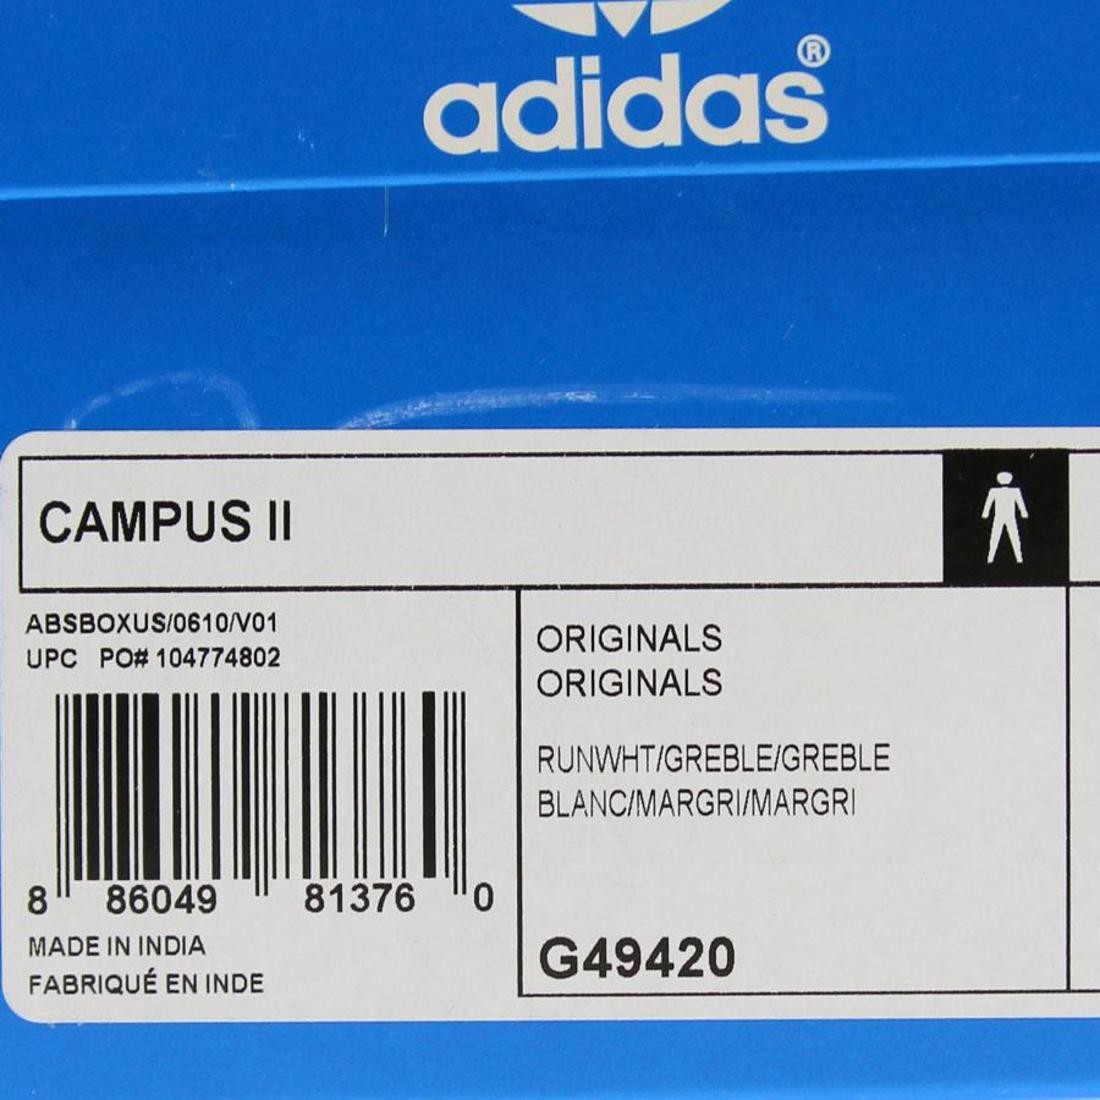 adidas®
CAMPUS II
ABSBOXUS/0610/V01
UPC PO# 104774802
8 86049 81376 0
MADE IN INDIA
FABRIQUÉ EN INDE
ORIGINALS
ORIGINALS
RUNWHT/GREBLE/GREBLE
BLANC/MARGRI/MARGRI
G49420